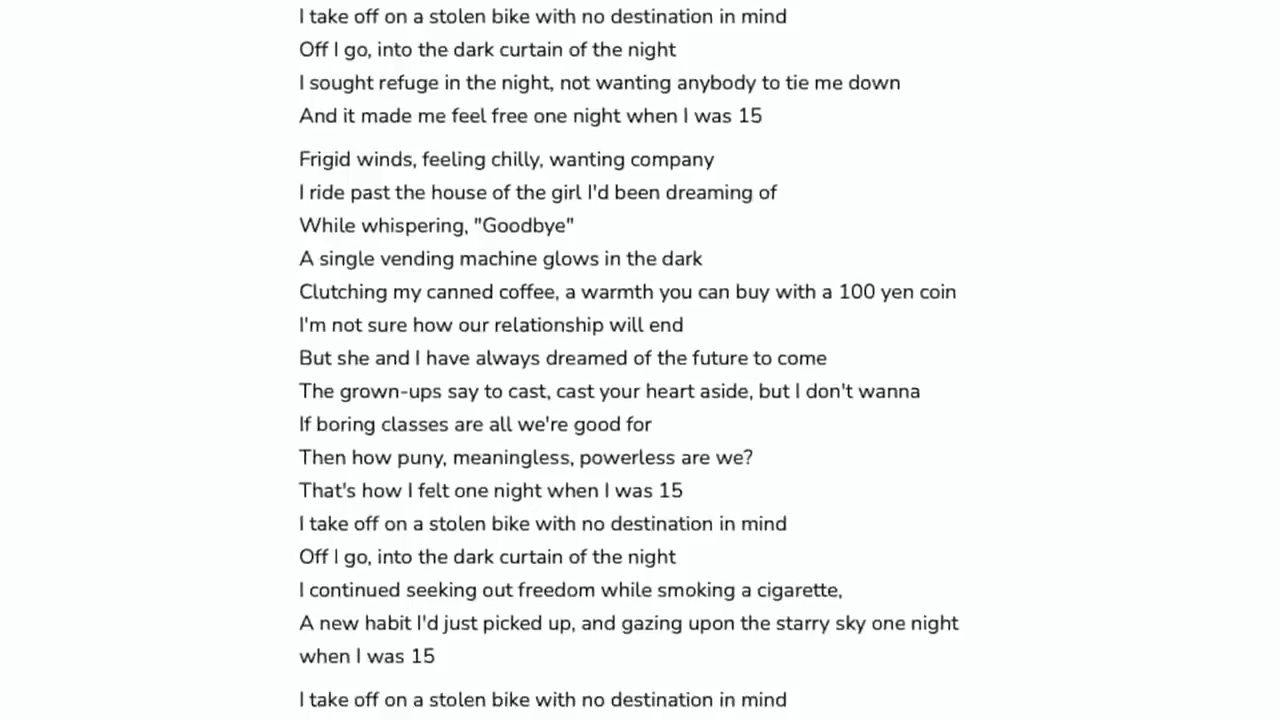 I take off on a stolen bike with no destination in mind
Off I go, into the dark curtain of the night
I sought refuge in the night, not wanting anybody to tie me down
And it made me feel free one night when I was 15
Frigid winds, feeling chilly, wanting company
I ride past the house of the girl I'd been dreaming of
While whispering, "Goodbye"
A single vending machine glows in the dark
Clutching my canned coffee, a warmth you can buy with a 100 yen coin
I'm not sure how our relationship will end
But she and I have always dreamed of the future to come
The grown-ups say to cast, cast your heart aside, but I don't wanna
If boring classes are all we're good for
Then how puny, meaningless, powerless are we?
That's how I felt one night when I was 15
I take off on a stolen bike with no destination in mind
Off I go, into the dark curtain of the night
I continued seeking out freedom while smoking a cigarette,
A new habit I'd just picked up, and gazing upon the starry sky one night
when I was 15
I take off on a stolen bike with no destination in mind